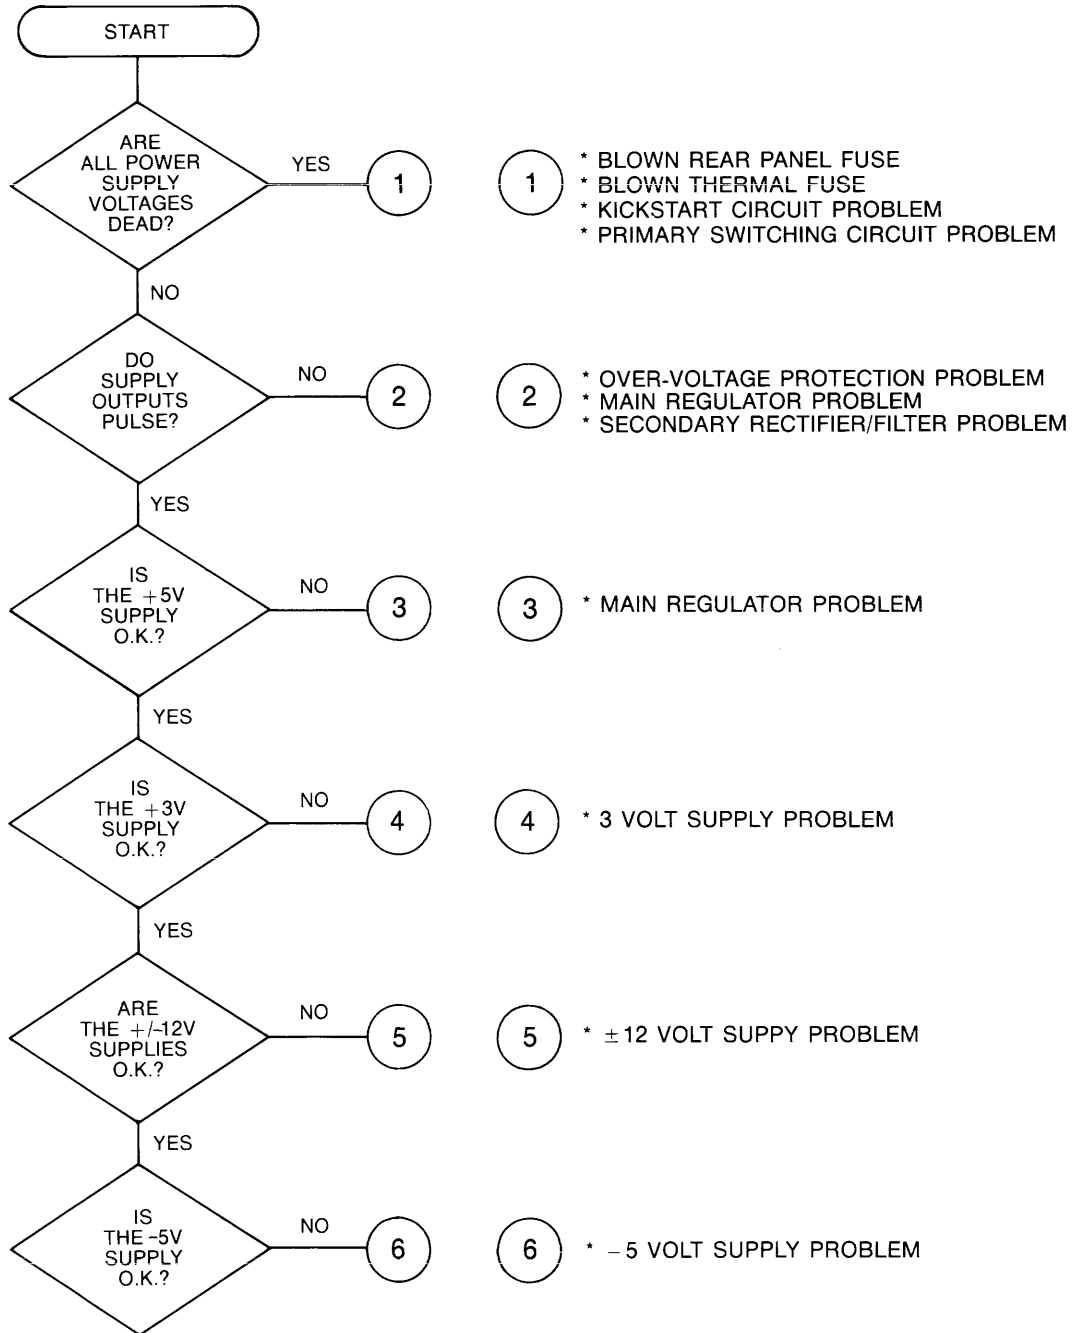 START
ARE
ALL POWER
SUPPLY
VOLTAGES
DEAD?
YES
1
1
* BLOWN REAR PANEL FUSE
* BLOWN THERMAL FUSE
* KICKSTART CIRCUIT PROBLEM
* PRIMARY SWITCHING CIRCUIT PROBLEM
NO
DO
SUPPLY
OUTPUTS
PULSE?
NO
2
2
* OVER-VOLTAGE PROTECTION PROBLEM
* MAIN REGULATOR PROBLEM
* SECONDARY RECTIFIER/FILTER PROBLEM
YES
IS
THE +5V
SUPPLY
O.K.?
NO
3
3
* MAIN REGULATOR PROBLEM
YES
IS
THE +3V
SUPPLY
O.K.?
NO
4
4
* 3 VOLT SUPPLY PROBLEM
YES
ARE
THE +/-12V
SUPPLIES
O.K.?
NO
5
5
* ±12 VOLT SUPPY PROBLEM
YES
IS
THE -5V
SUPPLY
O.K.?
NO
6
6
* -5 VOLT SUPPLY PROBLEM